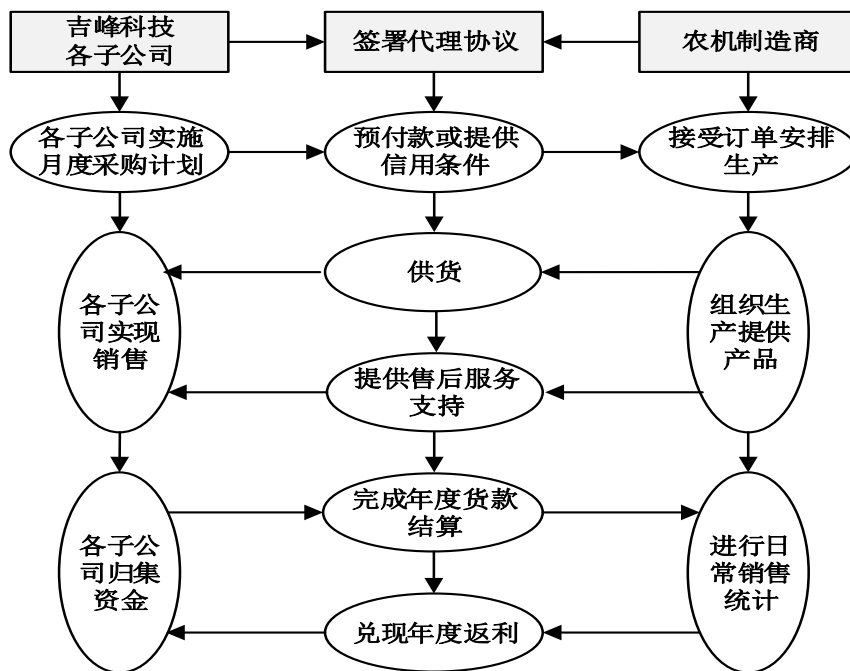 吉峰科技
各子公司
签署代理协议
农机制造商
各子公司实施
月度采购计划
预付款或提供
信用条件
接受订单安排
生产
供货
各子公
司实现
销售
组织生
产提供
产品
提供售后服务
支持
完成年度货款
结算
各子公
司归集
资金
进行日
常销售
统计
兑现年度返利